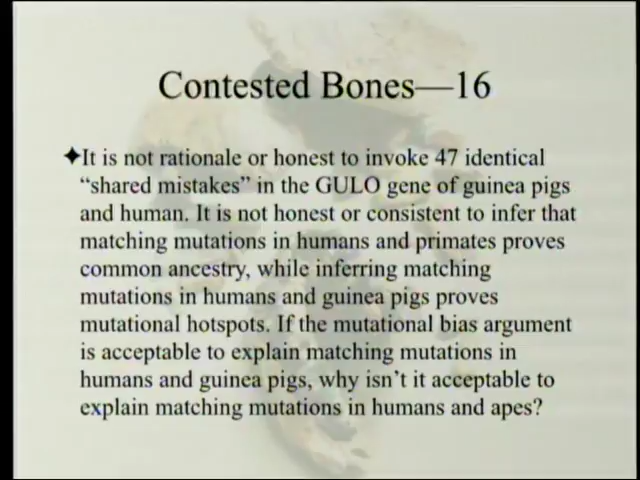 Contested Bones—16
✦It is not rationale or honest to invoke 47 identical
“shared mistakes” in the GULO gene of guinea pigs
and human. It is not honest or consistent to infer that
matching mutations in humans and primates proves
common ancestry, while inferring matching
mutations in humans and guinea pigs proves
mutational hotspots. If the mutational bias argument
is acceptable to explain matching mutations in
humans and guinea pigs, why isn’t it acceptable to
explain matching mutations in humans and apes?